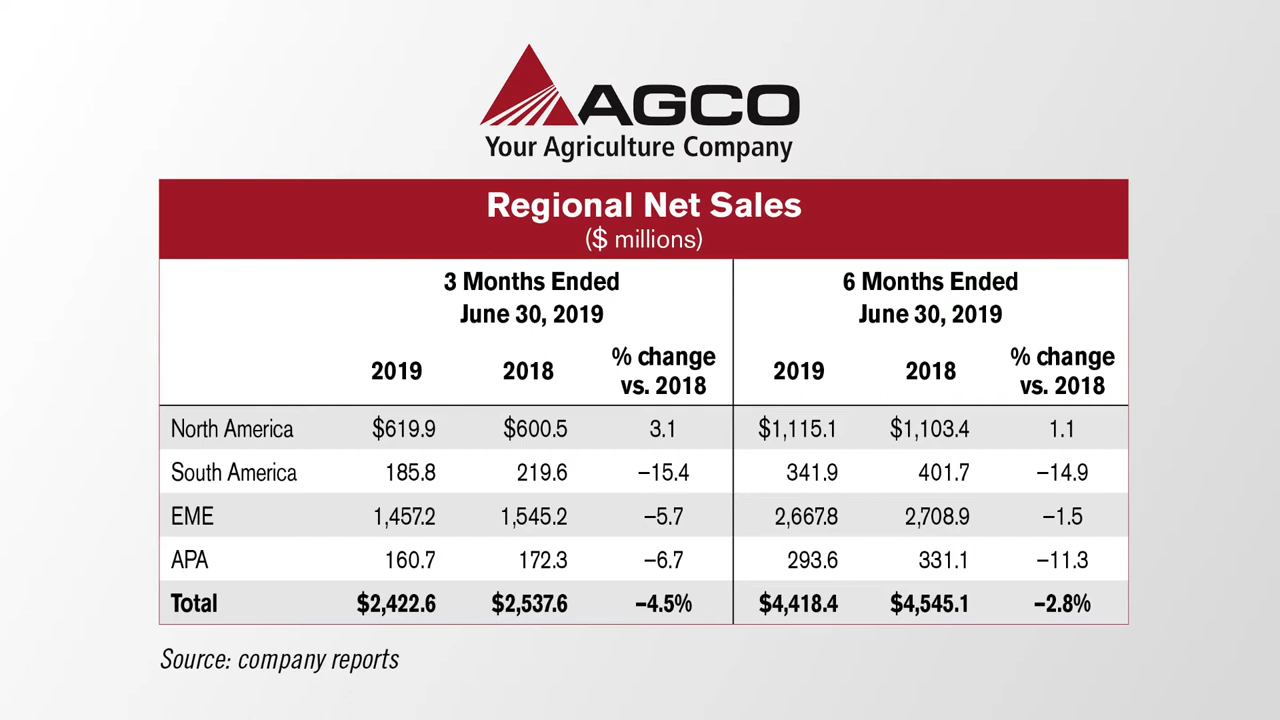 AGCO
Your Agriculture Company
Regional Net Sales
($ millions)
3 Months Ended
June 30, 2019
6 Months Ended
June 30, 2019
2019 2018 % change vs. 2018 2019 2018 % change vs. 2018
North America $619.9 $600.5 3.1 $1,115.1 $1,103.4 1.1
South America 185.8 219.6 –15.4 341.9 401.7 –14.9
EME 1,457.2 1,545.2 –5.7 2,667.8 2,708.9 –1.5
APA 160.7 172.3 –6.7 293.6 331.1 –11.3
Total $2,422.6 $2,537.6 –4.5% $4,418.4 $4,545.1 –2.8%
Source: company reports